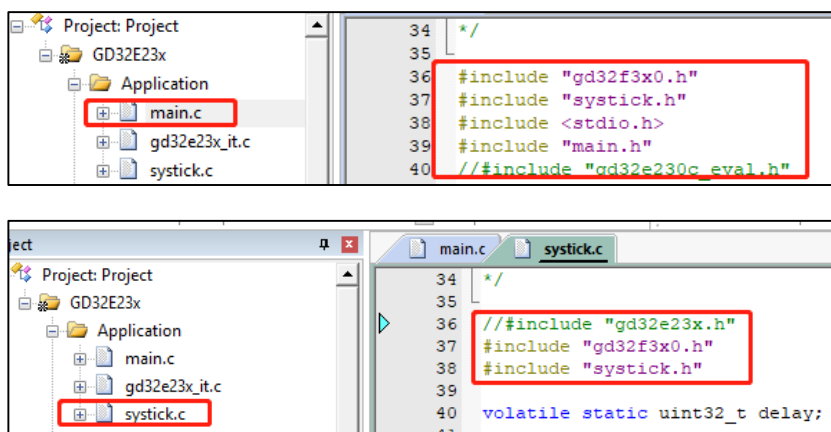 Project: Project
GD32E23x
Application
main.c
gd32e23x_it.c
systick.c
34 */
35
36 #include "gd32f3x0.h"
37 #include "systick.h"
38 #include <stdio.h>
39 #include "main.h"
40 //#include "gd32e230c_eval.h"
ject
Project: Project
GD32E23x
Application
main.c
gd32e23x_it.c
systick.c
main.c systick.c
34 */
35
36 //#include "gd32e23x.h"
37 #include "gd32f3x0.h"
38 #include "systick.h"
39
40 volatile static uint32_t delay;